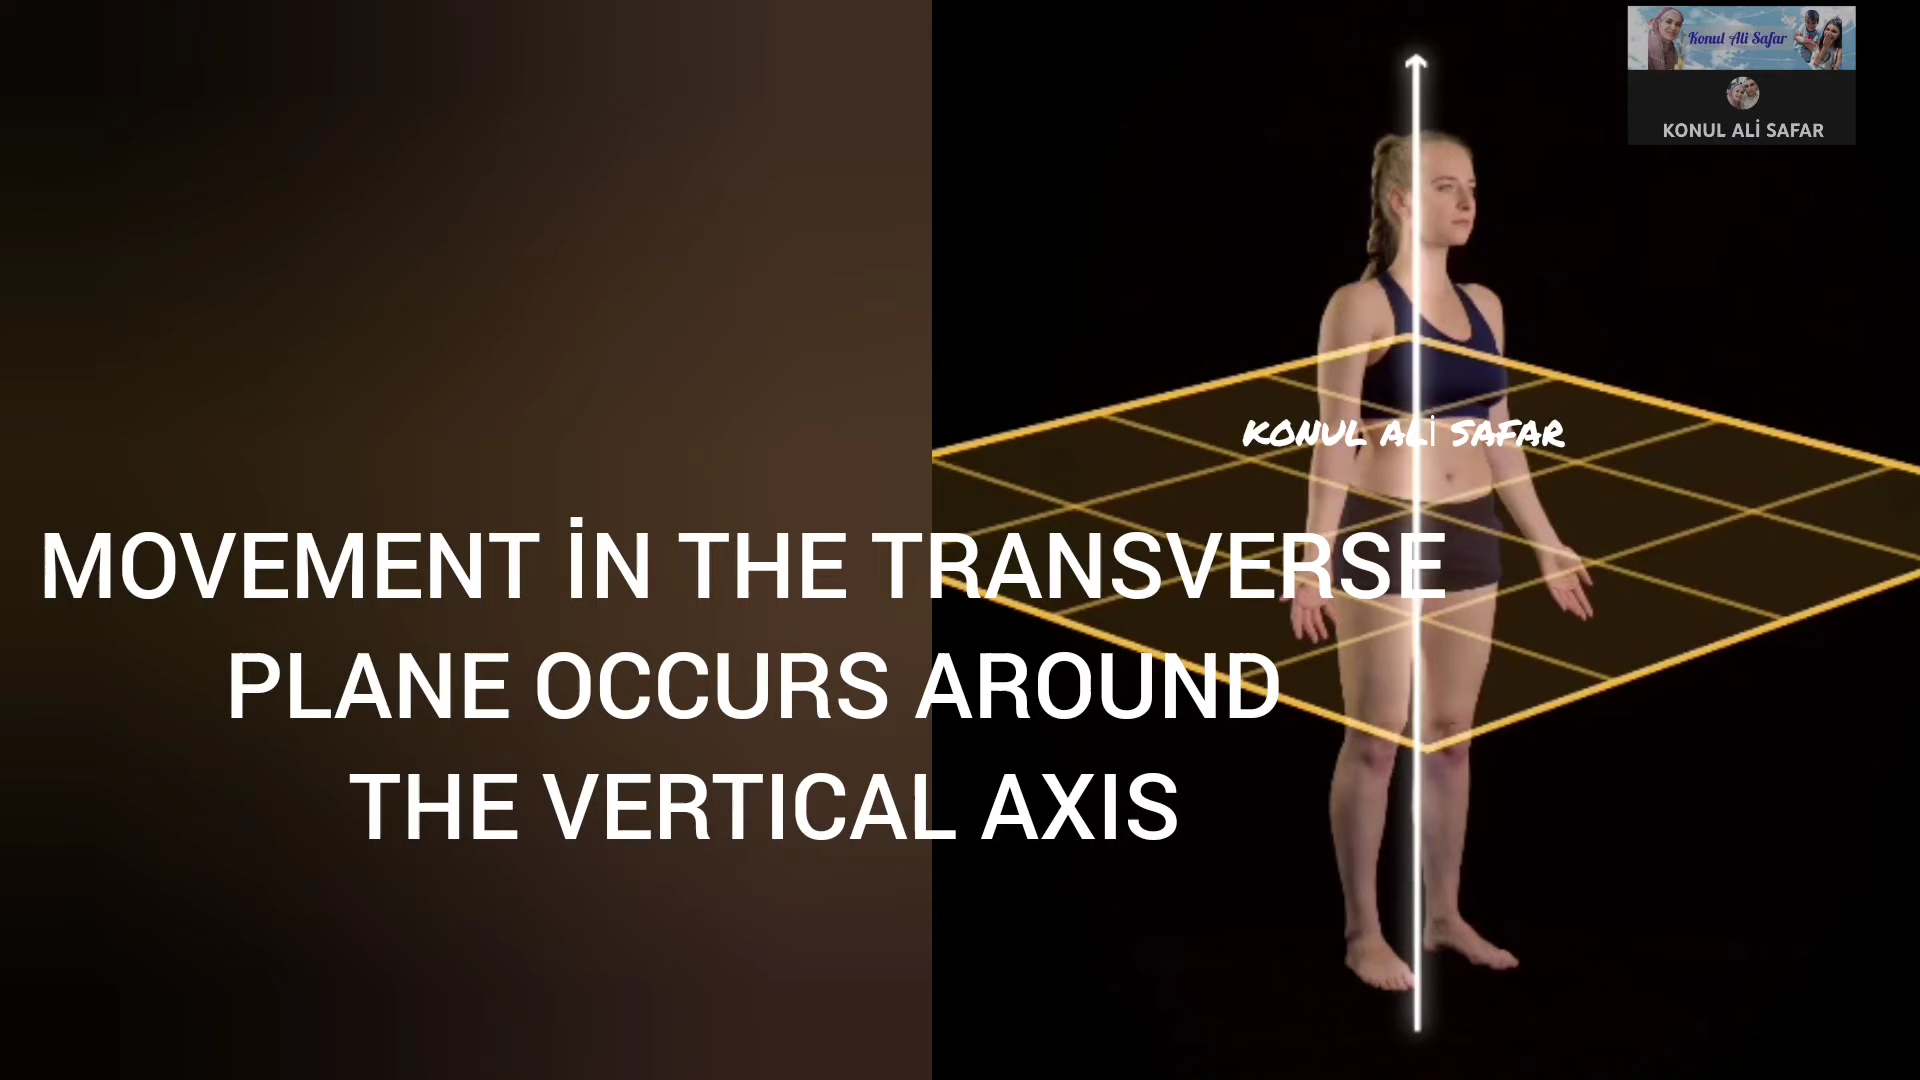 Konul Ali Safar
KONUL ALİ SAFAR
KONUL ALİ SAFAR
MOVEMENT İN THE TRANSVERSE
PLANE OCCURS AROUND
THE VERTICAL AXIS